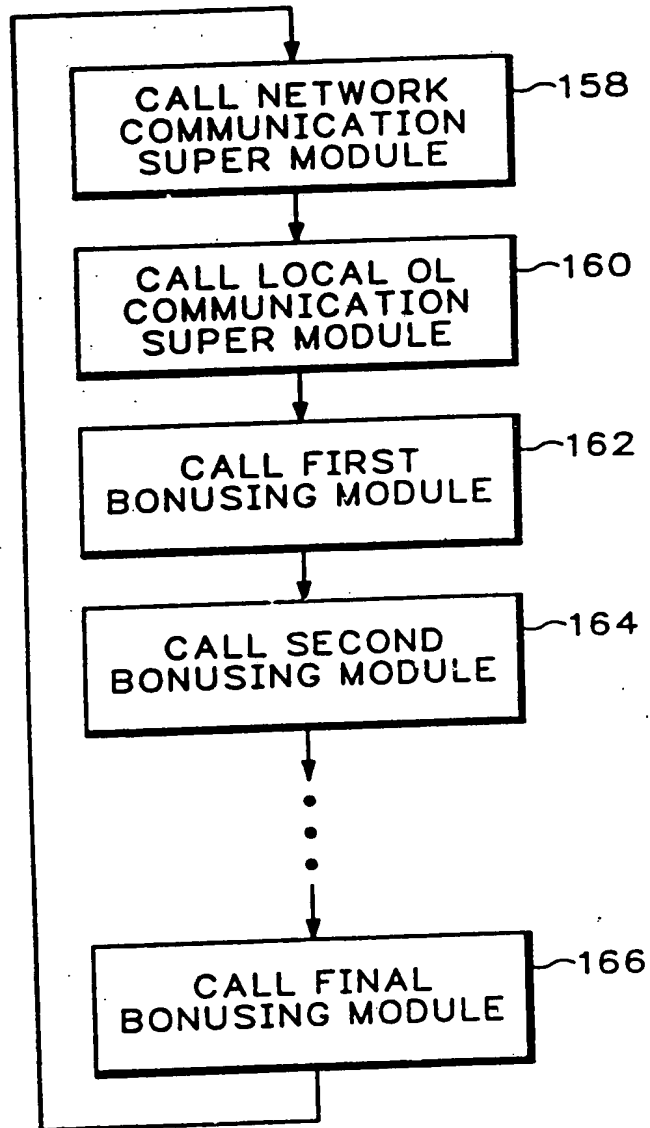 CALL NETWORK
COMMUNICATION
SUPER MODULE
158
CALL LOCAL OL
COMMUNICATION
SUPER MODULE
160
CALL FIRST
BONUSING MODULE
162
CALL SECOND
BONUSING MODULE
164
CALL FINAL
BONUSING MODULE
166